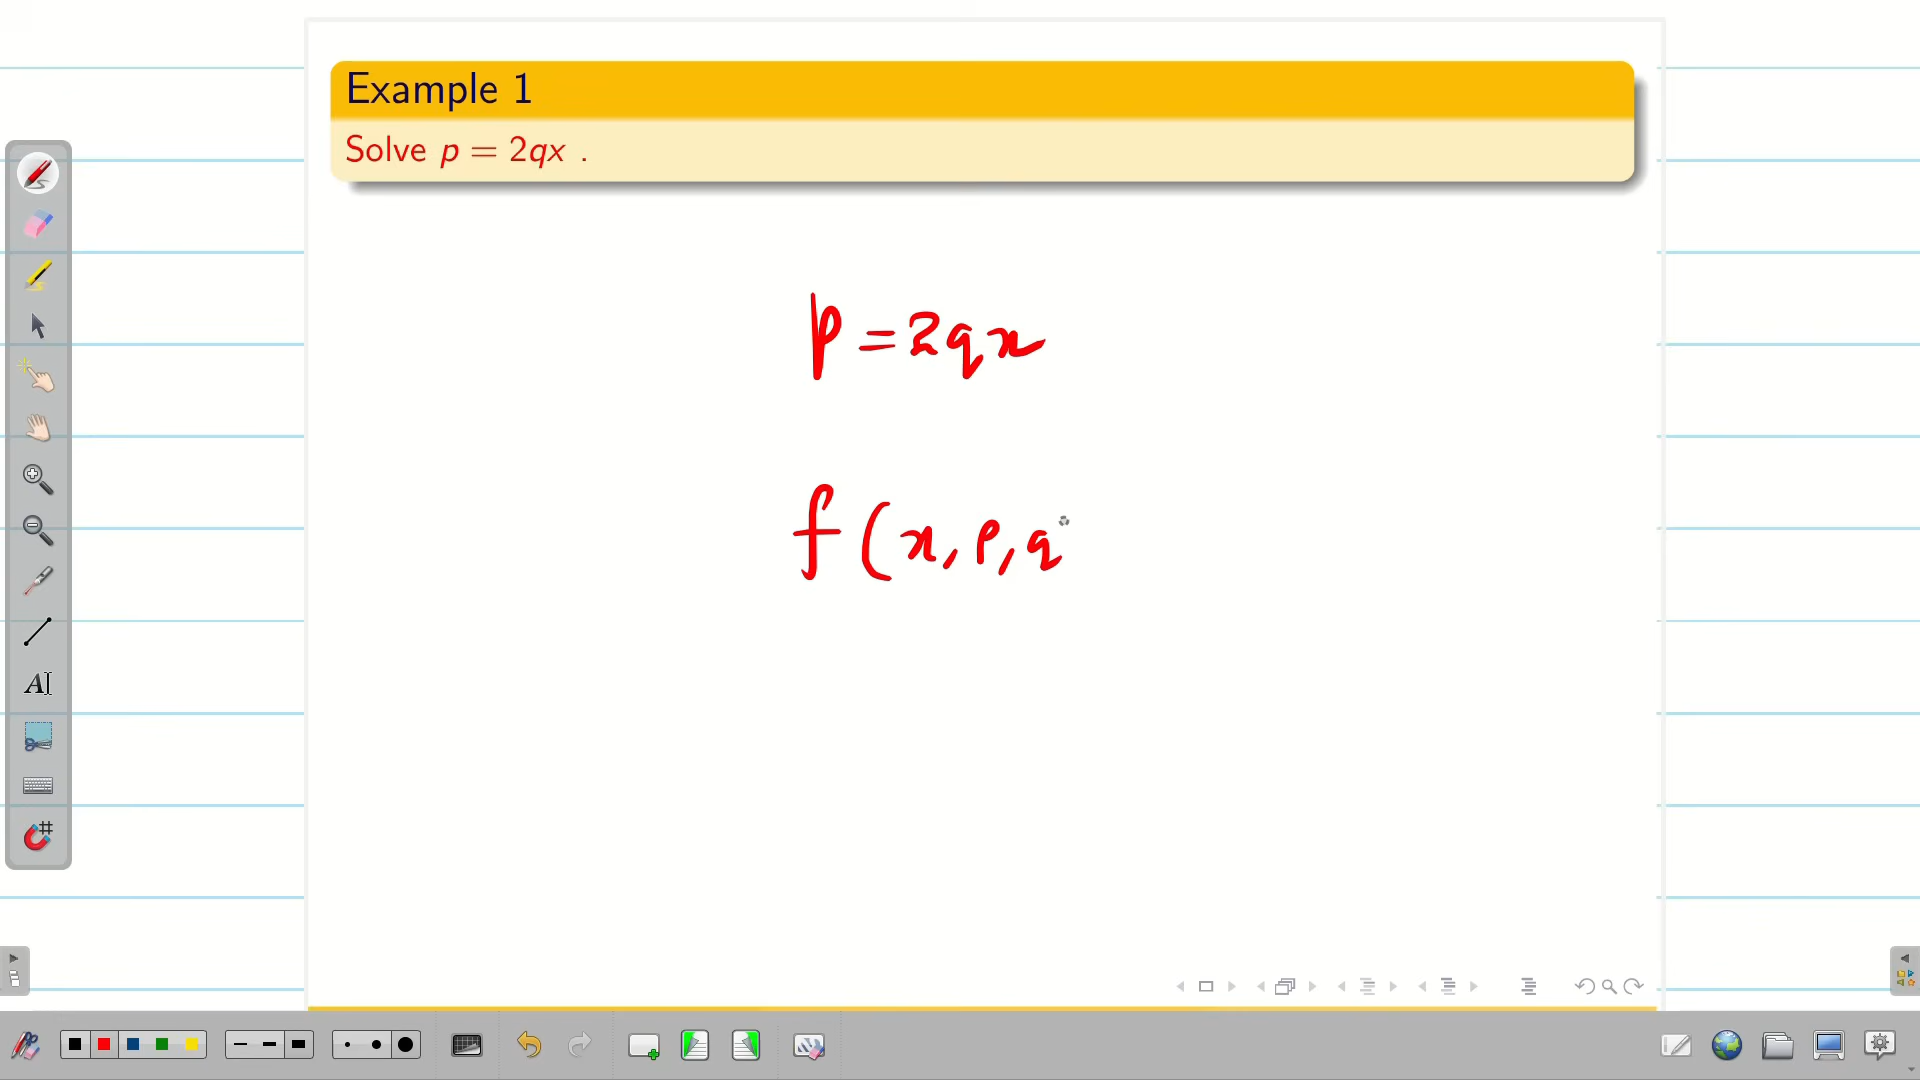 Example 1
Solve p = 2qx .
p = 2qx
f(x, p, q